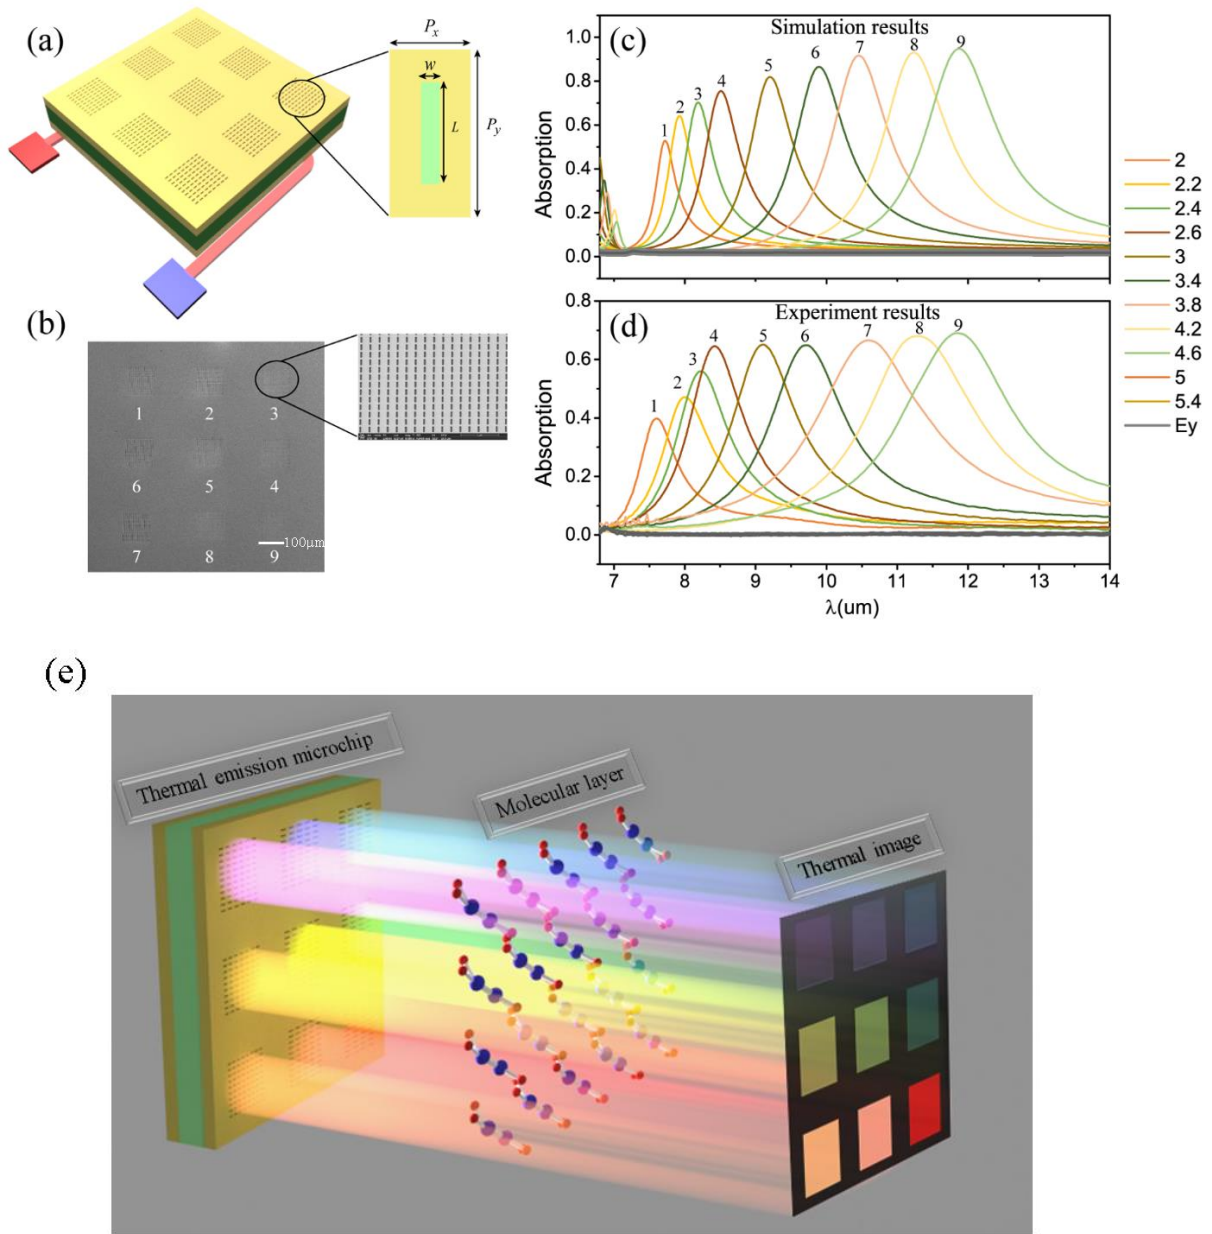 (a)
Px
w
L
Py
(b)
1
2
3
6
5
4
7
8
9
100μm
(c)
Simulation results
1
2
3
4
5
6
7
8
9
1.0
0.8
0.6
0.4
0.2
0.0
Absorption
(d)
Experiment results
1
2
3
4
5
6
7
8
9
0.8
0.6
0.4
0.2
0.0
Absorption
7 8 9 10 11 12 13 14
λ(um)
2
2.2
2.4
2.6
3
3.4
3.8
4.2
4.6
5
5.4
Ey
(e)
Thermal emission microchip
Molecular layer
Thermal image